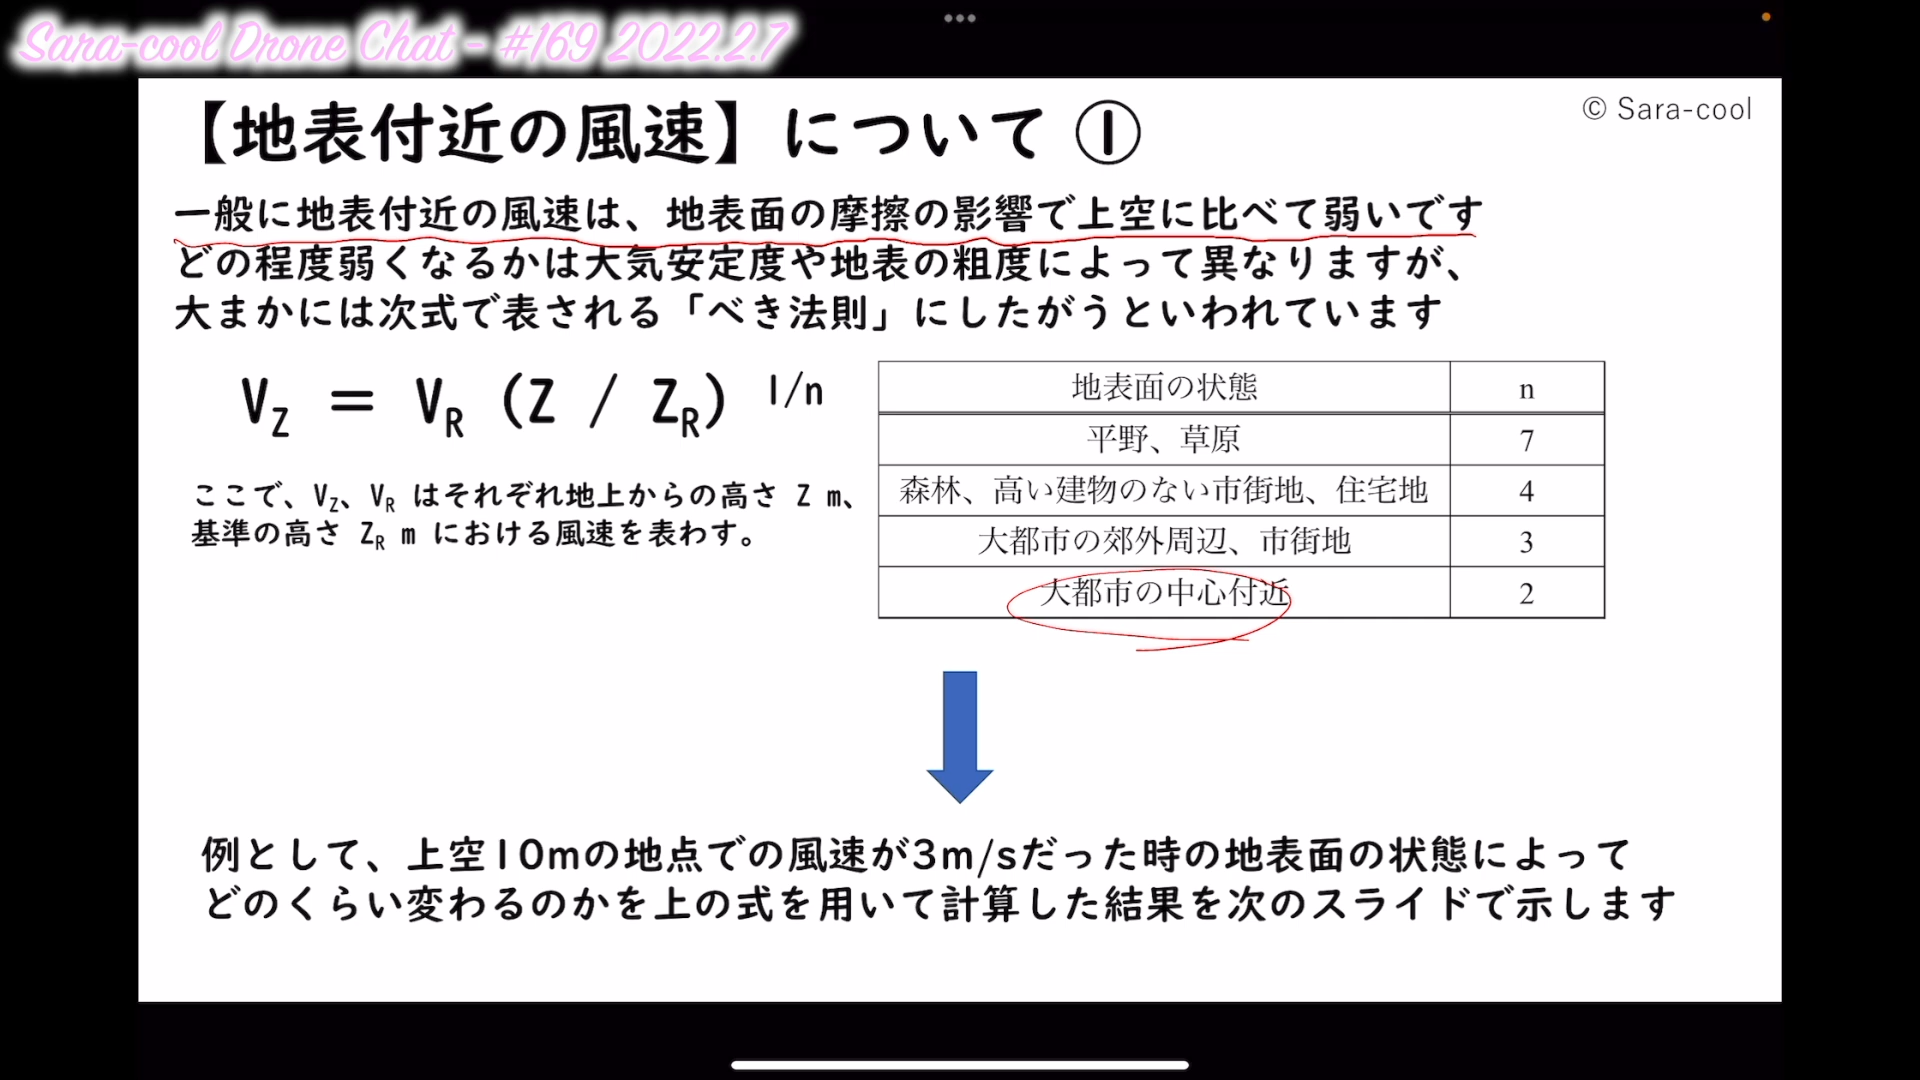 Sara-cool Drone Chat - #169 2022.2.7
© Sara-cool
【地表付近の風速】について ①
一般に地表付近の風速は、地表面の摩擦の影響で上空に比べて弱いです
どの程度弱くなるかは大気安定度や地表の粗度によって異なりますが、
大まかには次式で表される「べき法則」にしたがうといわれています
VZ = VR (Z / ZR) 1/n
ここで、VZ、VR はそれぞれ地上からの高さ Z m、
基準の高さ ZR m における風速を表わす。
地表面の状態 n
平野、草原 7
森林、高い建物のない市街地、住宅地 4
大都市の郊外周辺、市街地 3
大都市の中心付近 2
例として、上空10mの地点での風速が3m/sだった時の地表面の状態によって
どのくらい変わるのかを上の式を用いて計算した結果を次のスライドで示します